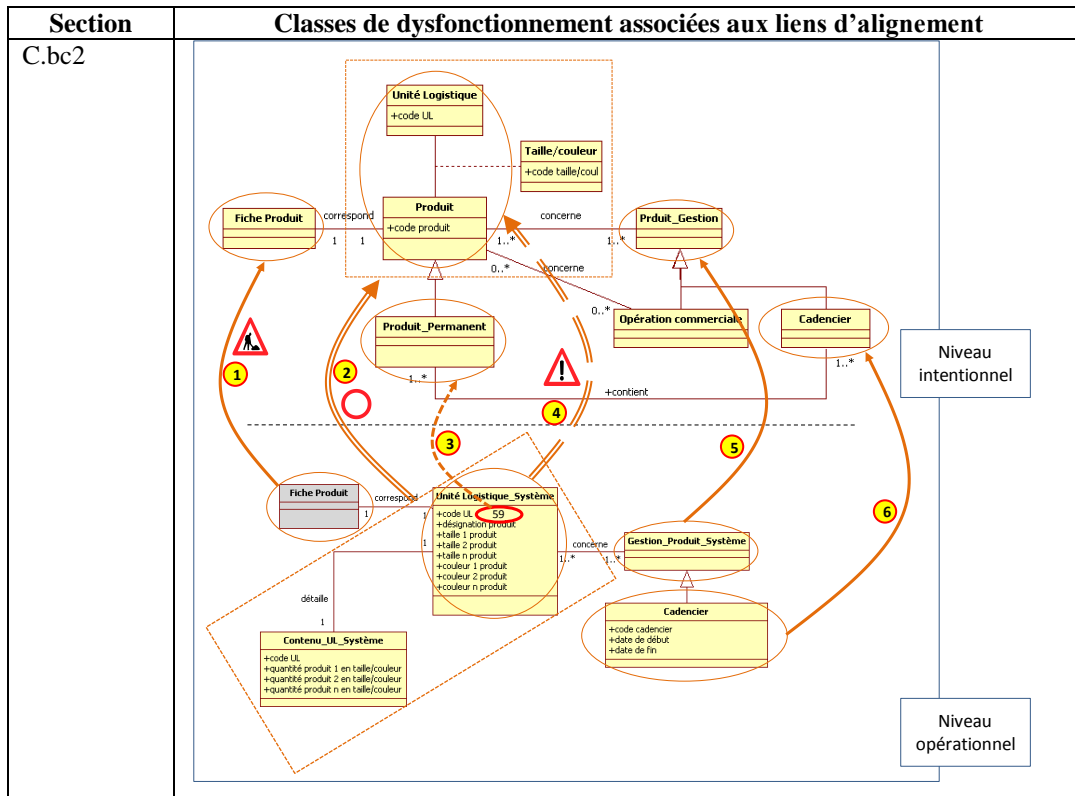 Section
Classes de dysfonctionnement associées aux liens d'alignement
C.bc2
Unité Logistique
+code UL
Taille/couleur
+code taille/coul
Fiche Produit
correspond
1
1
Produit
+code produit
concerne
1..*
1..*
Prduit_Gestion
0..*
concerne
0..*
Produit_Permanent
1..*
Opération commerciale
Cadencier
1..*
+contient
Niveau
intentionnel
1
2
3
4
5
6
Fiche Produit
correspond
1
1
Unité Logistique_Système
+code UL
59
+désignation produit
+taille 1 produit
+taille 2 produit
+taille n produit
+couleur 1 produit
+couleur 2 produit
+couleur n produit
1
concerne
1..*
1..*
Gestion_Produit_Système
détaille
1
Cadencier
+code cadencier
+date de début
+date de fin
Contenu_UL_Système
+code UL
+quantité produit 1 en taille/couleur
+quantité produit 2 en taille/couleur
+quantité produit n en taille/couleur
Niveau
opérationnel